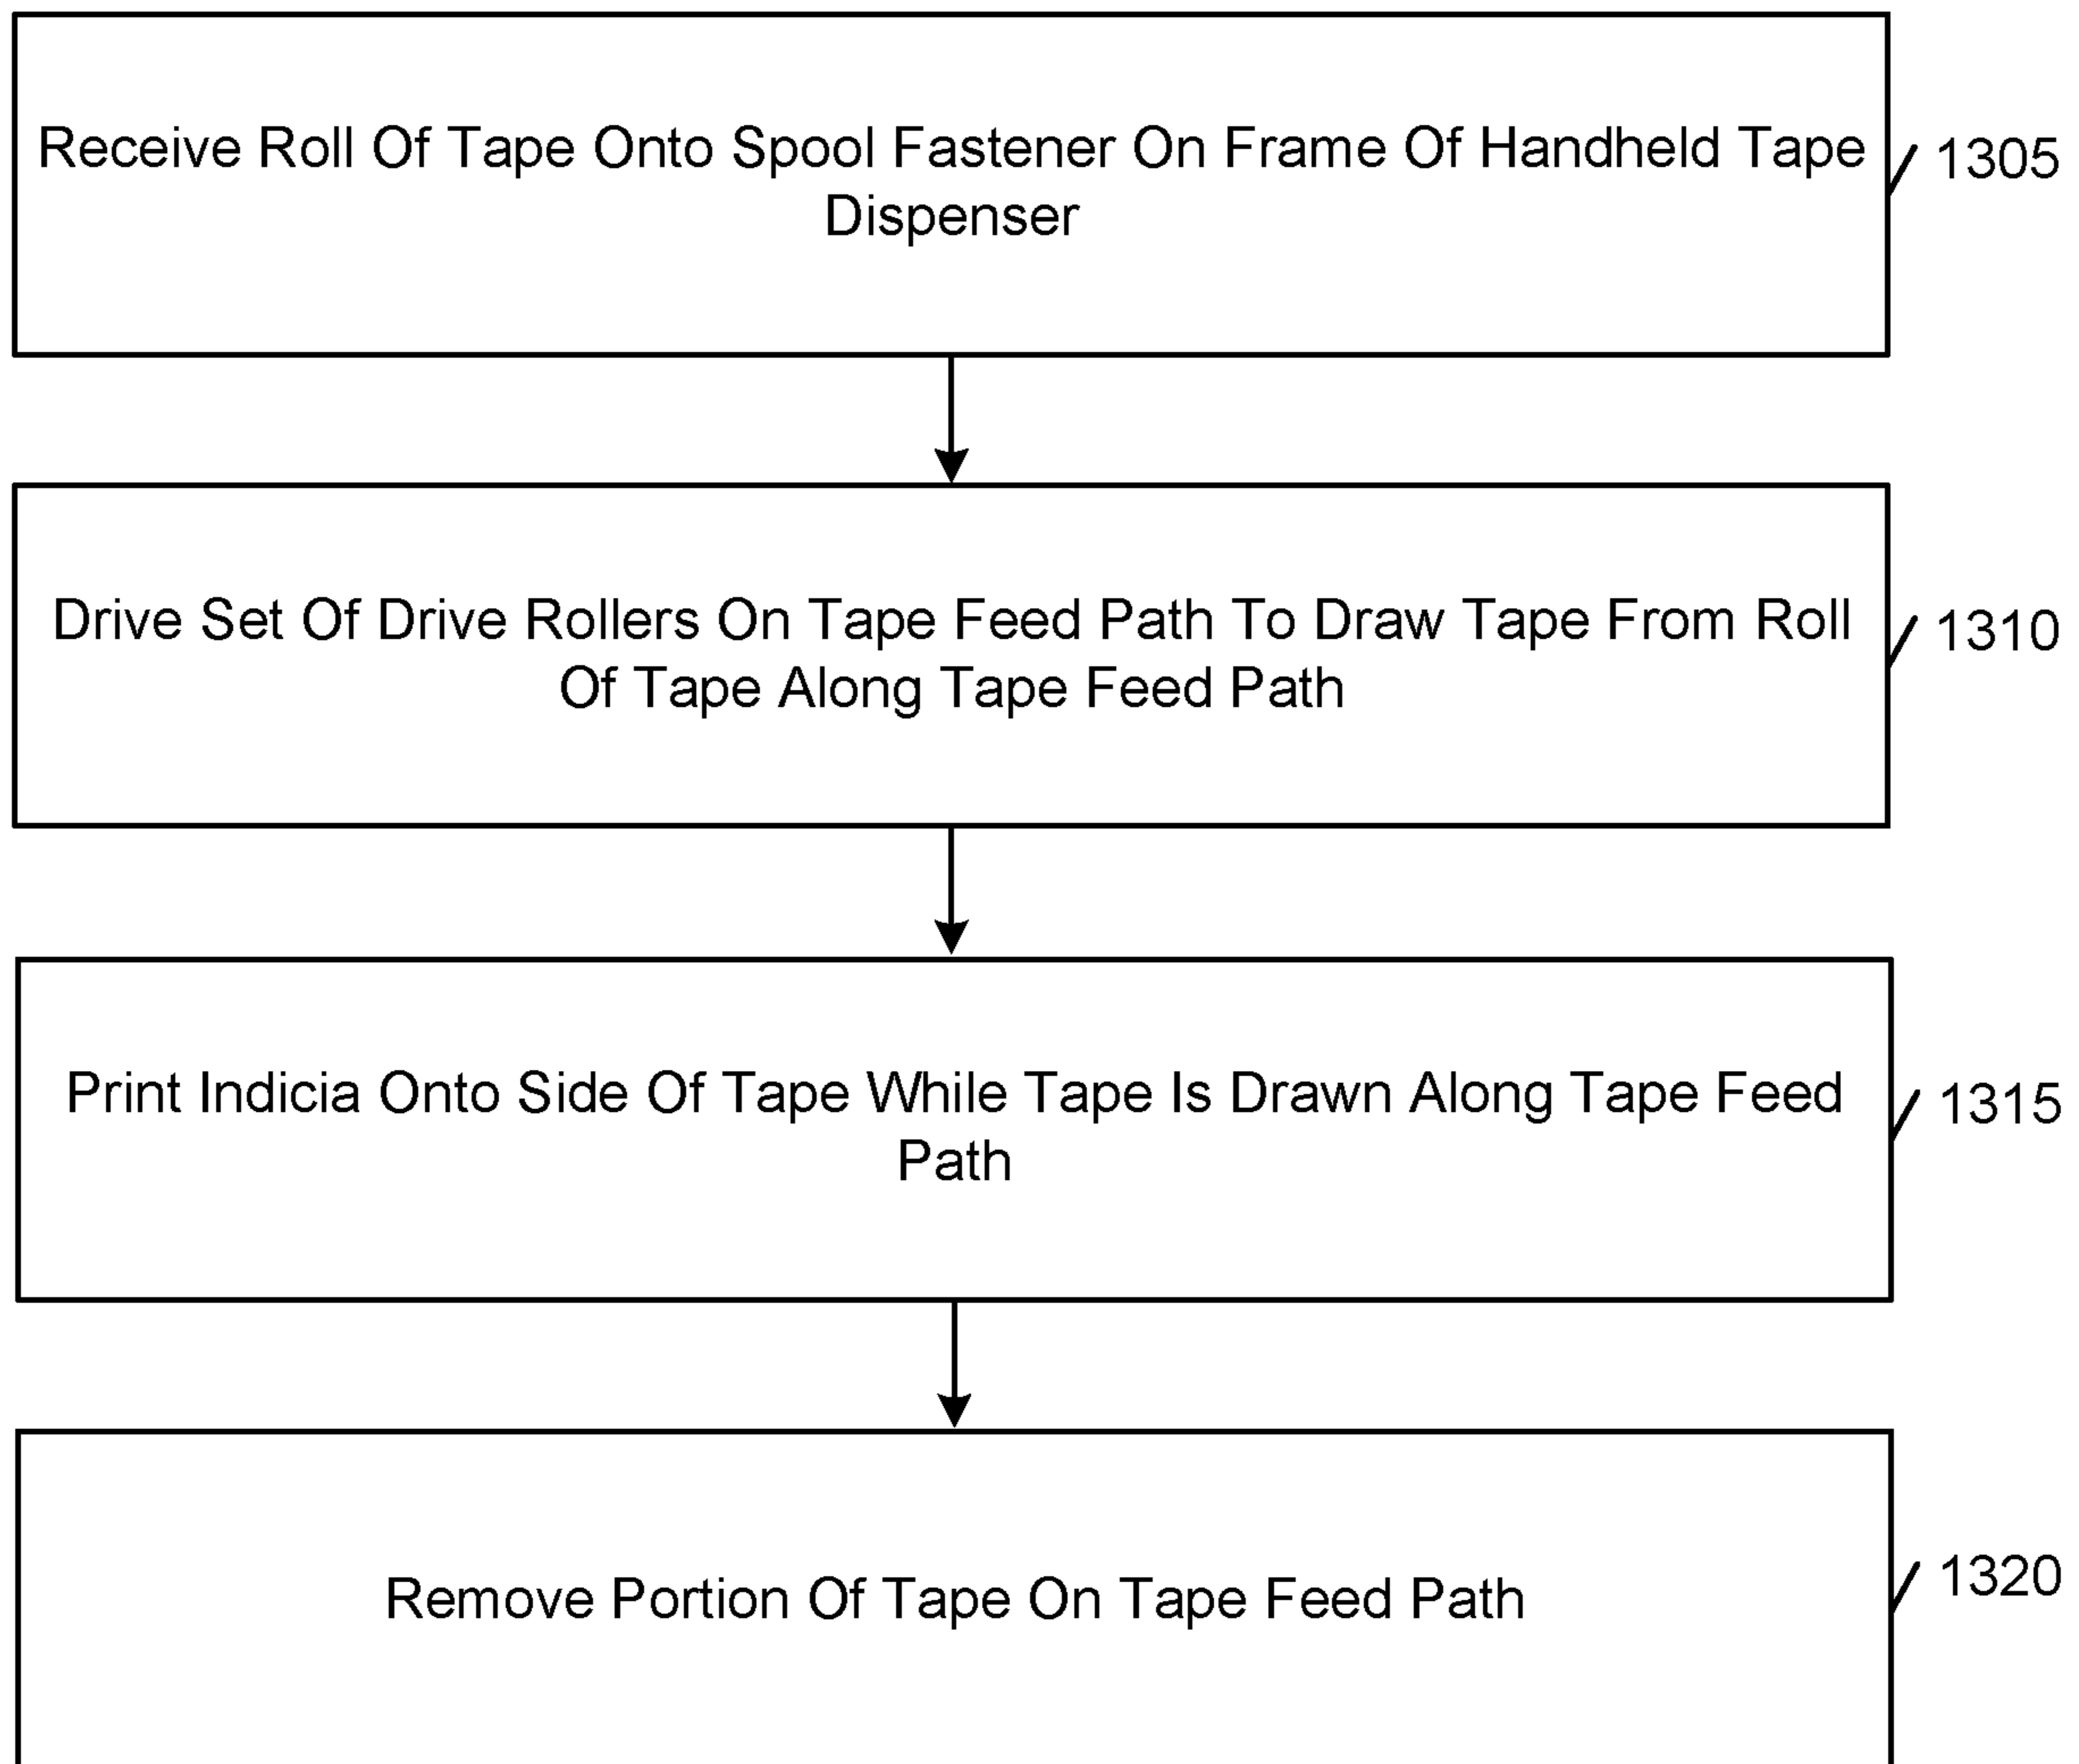 Receive Roll Of Tape Onto Spool Fastener On Frame Of Handheld Tape
Dispenser
1305
Drive Set Of Drive Rollers On Tape Feed Path To Draw Tape From Roll
Of Tape Along Tape Feed Path
1310
Print Indicia Onto Side Of Tape While Tape Is Drawn Along Tape Feed
Path
1315
Remove Portion Of Tape On Tape Feed Path
1320